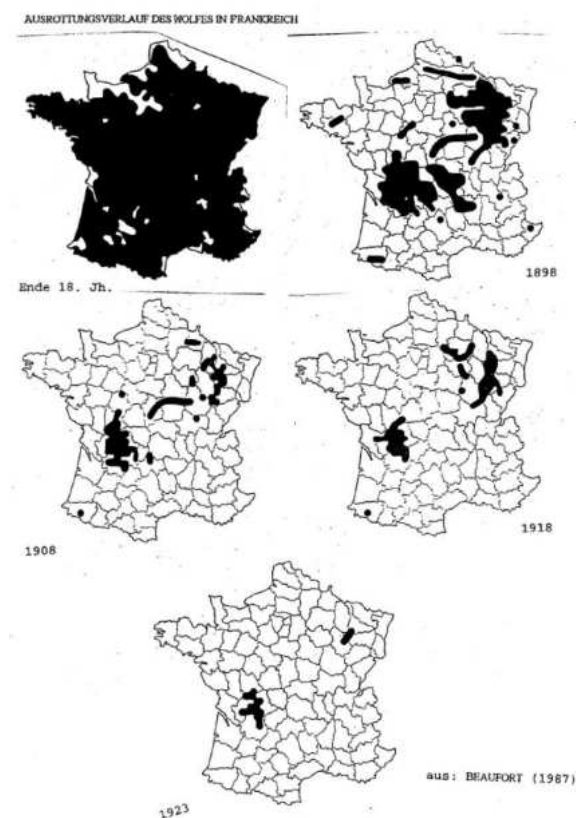 AUSROTTUNGSVERLAUF DES WOLFES IN FRANKREICH
Ende 18. Jh.
1898
1908
1918
1923
aus: BEAUFORT (1987)